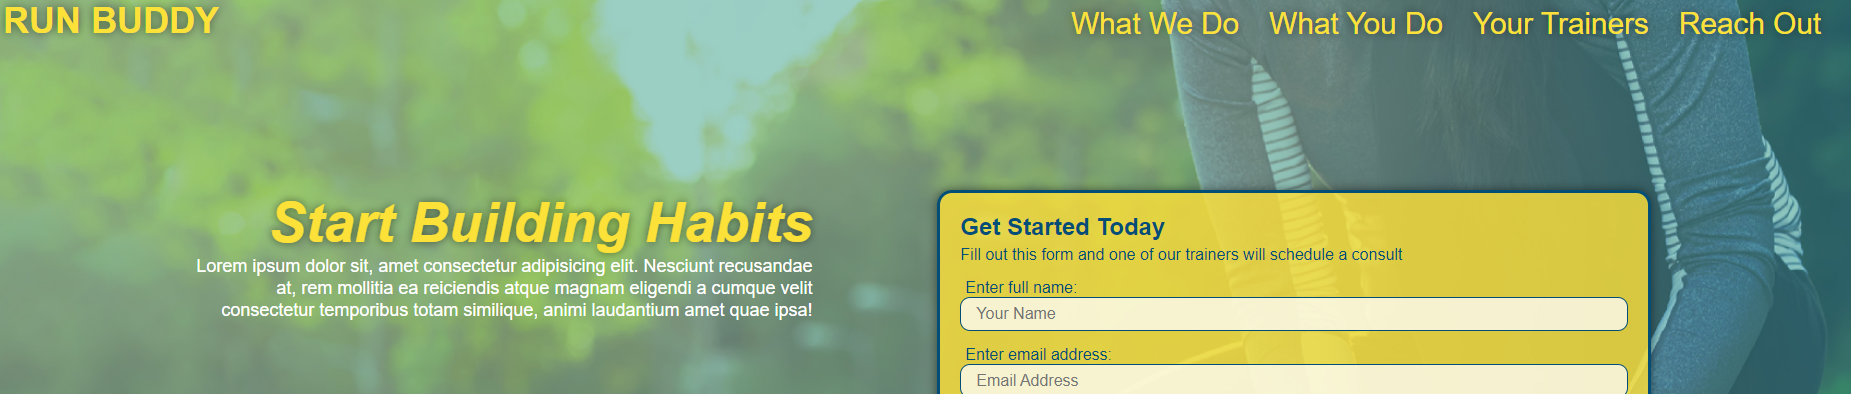 RUN BUDDY
What We Do What You Do Your Trainers Reach Out
Start Building Habits
Lorem ipsum dolor sit, amet consectetur adipisicing elit. Nesciunt recusandae
at, rem mollitia ea reiciendis atque magnam eligendi a cumque velit
consectetur temporibus totam similique, animi laudantium amet quae ipsa!
Get Started Today
Fill out this form and one of our trainers will schedule a consult
Enter full name:
Your Name
Enter email address:
Email Address